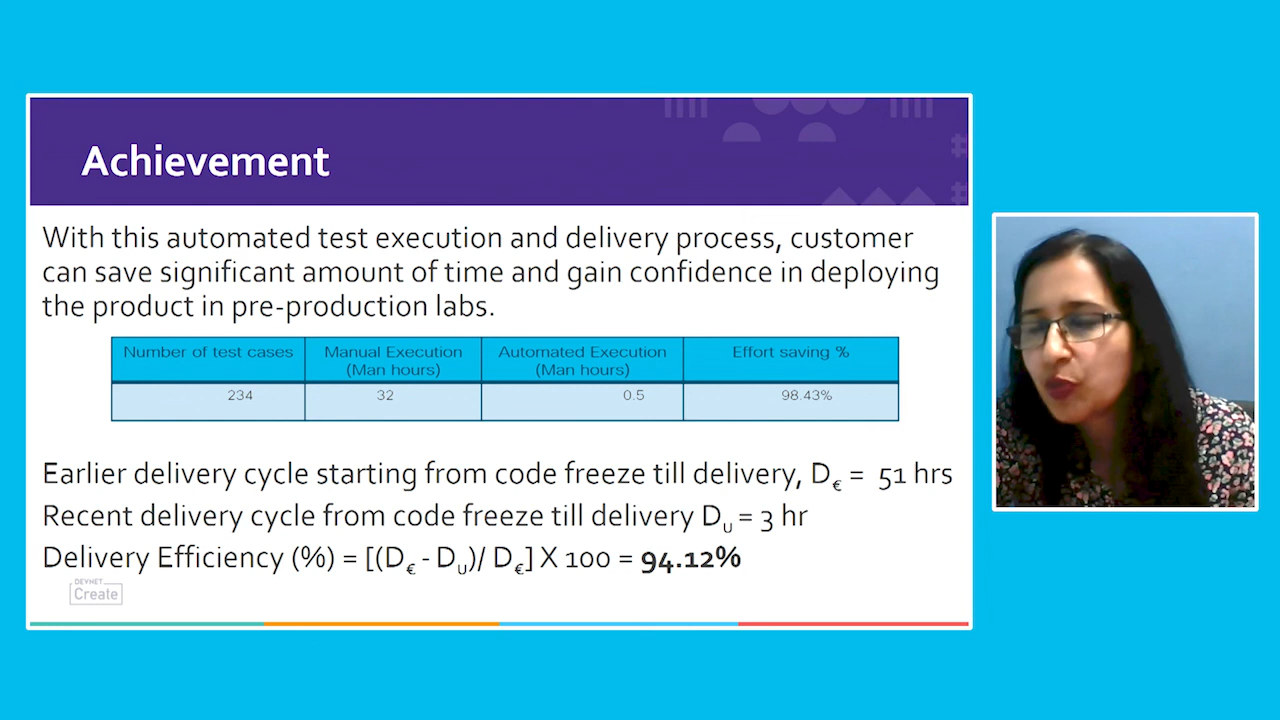 Achievement
With this automated test execution and delivery process, customer
can save significant amount of time and gain confidence in deploying
the product in pre-production labs.
Number of test cases Manual Execution (Man hours) Automated Execution (Man hours) Effort saving %
234 32 0.5 98.43%
Earlier delivery cycle starting from code freeze till delivery, D€ = 51 hrs
Recent delivery cycle from code freeze till delivery Du = 3 hr
Delivery Efficiency (%) = [(D€ - Du)/ D€] X 100 = 94.12%
DEVNET
Create